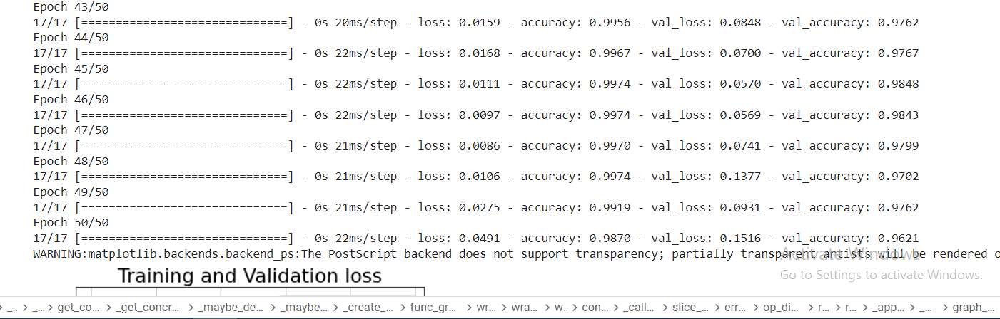 Epoch 43/50
17/17 [==============================] - 0s 20ms/step - loss: 0.0159 - accuracy: 0.9956 - val_loss: 0.0848 - val_accuracy: 0.9762
Epoch 44/50
17/17 [==============================] - 0s 22ms/step - loss: 0.0168 - accuracy: 0.9967 - val_loss: 0.0700 - val_accuracy: 0.9767
Epoch 45/50
17/17 [==============================] - 0s 22ms/step - loss: 0.0111 - accuracy: 0.9974 - val_loss: 0.0570 - val_accuracy: 0.9848
Epoch 46/50
17/17 [==============================] - 0s 22ms/step - loss: 0.0097 - accuracy: 0.9974 - val_loss: 0.0569 - val_accuracy: 0.9843
Epoch 47/50
17/17 [==============================] - 0s 21ms/step - loss: 0.0086 - accuracy: 0.9970 - val_loss: 0.0741 - val_accuracy: 0.9799
Epoch 48/50
17/17 [==============================] - 0s 21ms/step - loss: 0.0106 - accuracy: 0.9974 - val_loss: 0.1377 - val_accuracy: 0.9702
Epoch 49/50
17/17 [==============================] - 0s 21ms/step - loss: 0.0275 - accuracy: 0.9919 - val_loss: 0.0931 - val_accuracy: 0.9762
Epoch 50/50
17/17 [==============================] - 0s 22ms/step - loss: 0.0491 - accuracy: 0.9870 - val_loss: 0.1516 - val_accuracy: 0.9621
WARNING:matplotlib.backends.backend_ps:The PostScript backend does not support transparency; partially transparent artists will be rendered o
Activate Windows
Go to Settings to activate Windows.
Training and Validation loss
> _.. > _... > get_co... > _get_concr... > _maybe_de... > _maybe... > _create_... > func_gr... > wr... > wra... > w.. > con... > _call... > slice_... > err... > op_di... > r... > r... > _app... > _... > graph_...